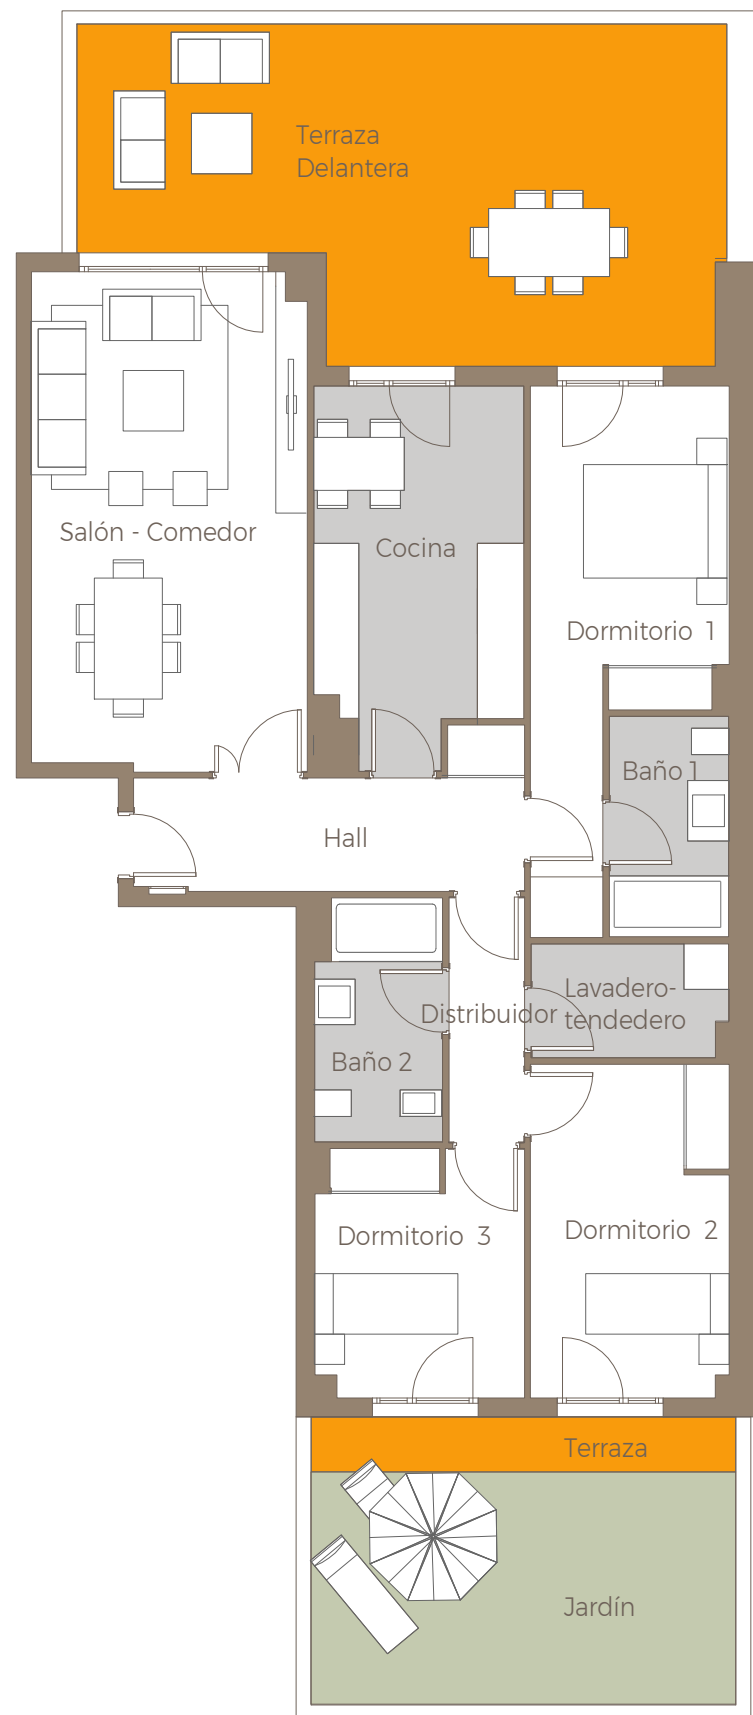 Terraza
Delantera
Salón - Comedor
Cocina
Dormitorio 1
Baño 1
Hall
Lavadero-
tendedero
Distribuidor
Baño 2
Dormitorio 3
Dormitorio 2
Terraza
Jardín